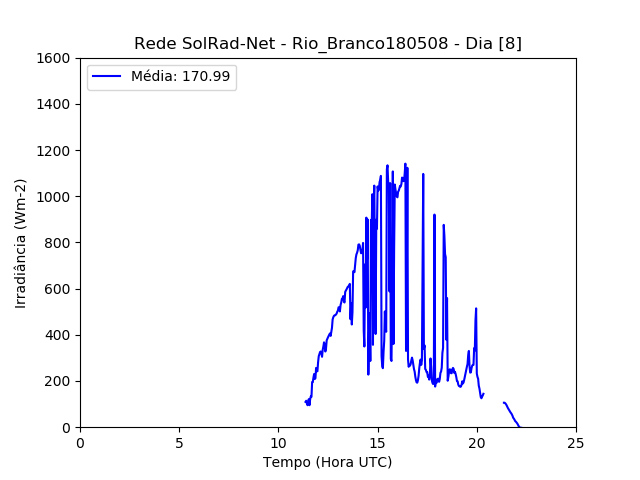 Rede SolRad-Net - Rio_Branco180508 - Dia [8]
Média: 170.99
Irradiância (Wm-2)
1600
1400
1200
1000
800
600
400
200
0
0 5 10 15 20 25
Tempo (Hora UTC)